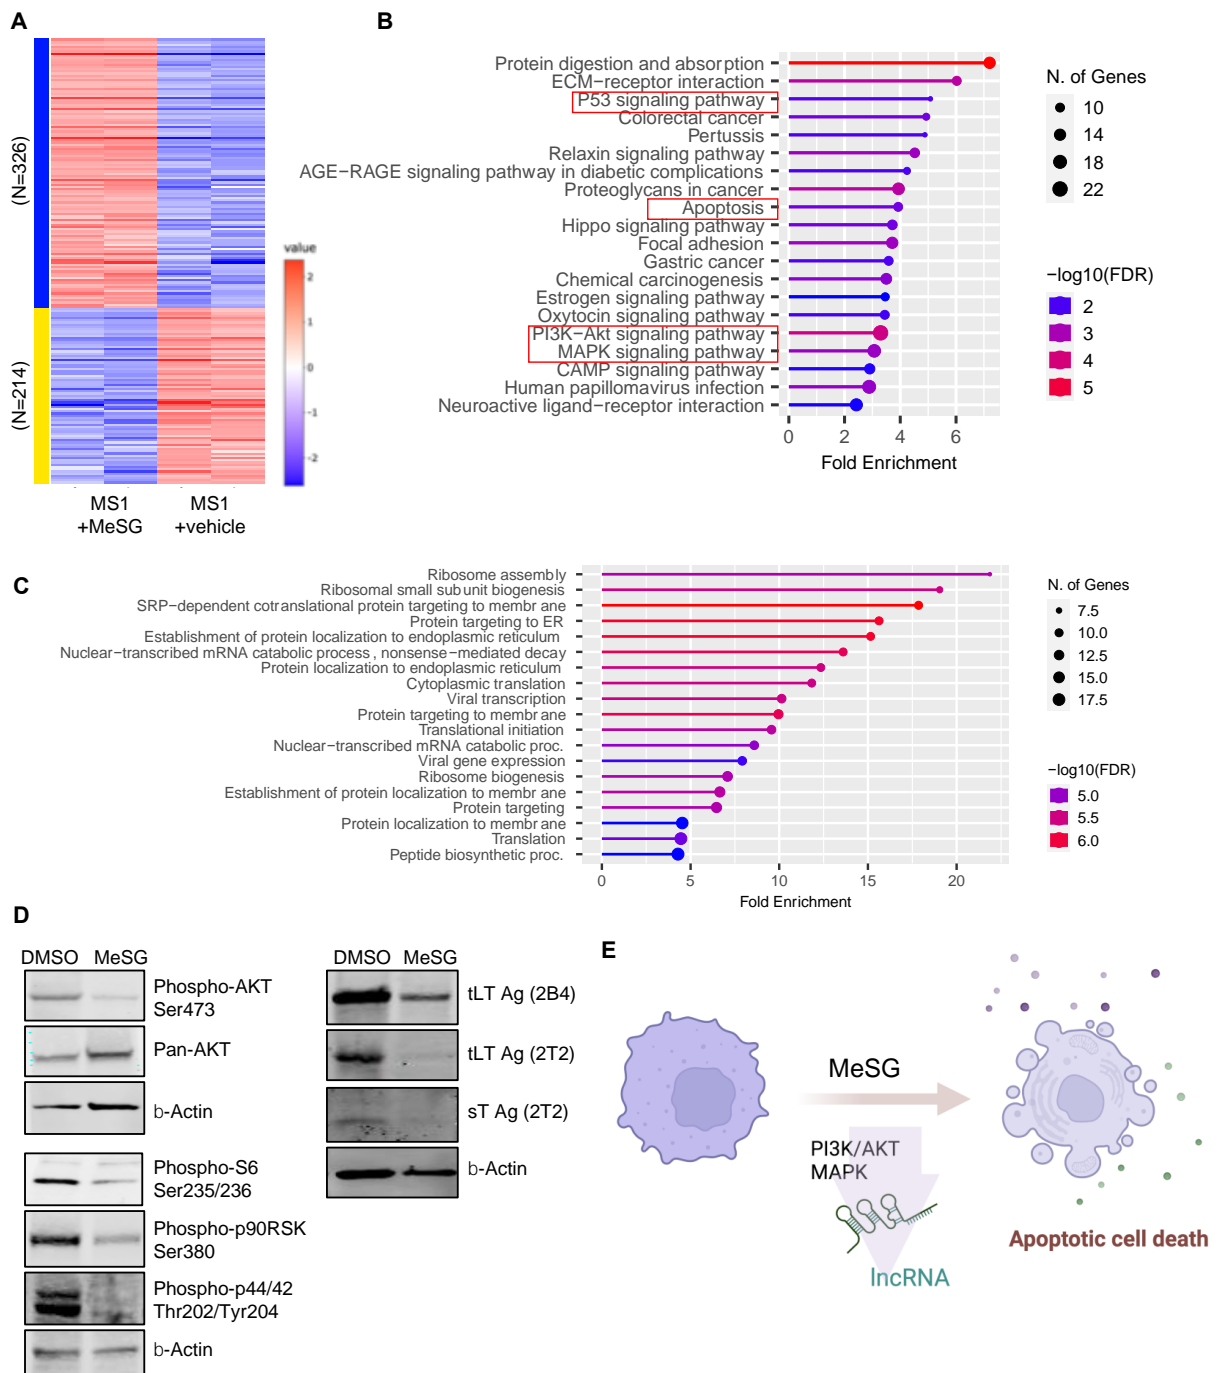 A
(N=326)
(N=214)
value
2
1
0
-1
-2
MS1
+MeSG
MS1
+vehicle
B
Protein digestion and absorption
ECM−receptor interaction
P53 signaling pathway
Colorectal cancer
Pertussis
Relaxin signaling pathway
AGE−RAGE signaling pathway in diabetic complications
Proteoglycans in cancer
Apoptosis
Hippo signaling pathway
Focal adhesion
Gastric cancer
Chemical carcinogenesis
Estrogen signaling pathway
Oxytocin signaling pathway
PI3K−Akt signaling pathway
MAPK signaling pathway
CAMP signaling pathway
Human papillomavirus infection
Neuroactive ligand−receptor interaction
0 2 4 6
Fold Enrichment
N. of Genes
10
14
18
22
−log10(FDR)
2
3
4
5
C
Ribosome assembly
Ribosomal small subunit biogenesis
SRP-dependent cotranslational protein targeting to membrane
Protein targeting to ER
Establishment of protein localization to endoplasmic reticulum
Nuclear-transcribed mRNA catabolic process, nonsense-mediated decay
Protein localization to endoplasmic reticulum
Cytoplasmic translation
Viral transcription
Protein targeting to membrane
Translational initiation
Nuclear-transcribed mRNA catabolic proc.
Viral gene expression
Ribosome biogenesis
Establishment of protein localization to membrane
Protein targeting
Protein localization to membrane
Translation
Peptide biosynthetic proc.
0 5 10 15 20
Fold Enrichment
N. of Genes
7.5
10.0
12.5
15.0
17.5
−log10(FDR)
5.0
5.5
6.0
D
DMSO MeSG
Phospho-AKT
Ser473
Pan-AKT
b-Actin
Phospho-S6
Ser235/236
Phospho-p90RSK
Ser380
Phospho-p44/42
Thr202/Tyr204
b-Actin
DMSO MeSG
tLT Ag (2B4)
tLT Ag (2T2)
sT Ag (2T2)
b-Actin
E
MeSG
PI3K/AKT
MAPK
lncRNA
Apoptotic cell death